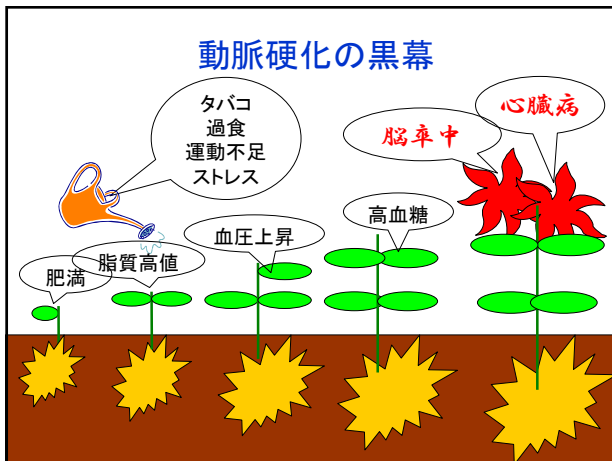 動脈硬化の黒幕
タバコ
過食
運動不足
ストレス
心臓病
脳卒中
高血糖
血圧上昇
脂質高値
肥満